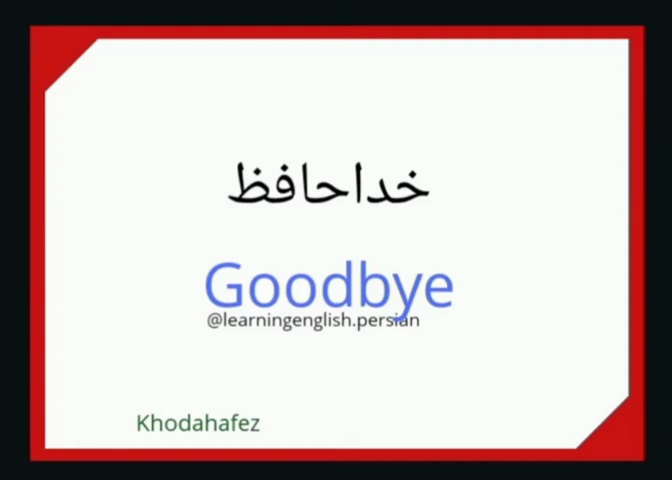 خداحافظ
Goodbye
@learningenglish.persian
Khodahafez